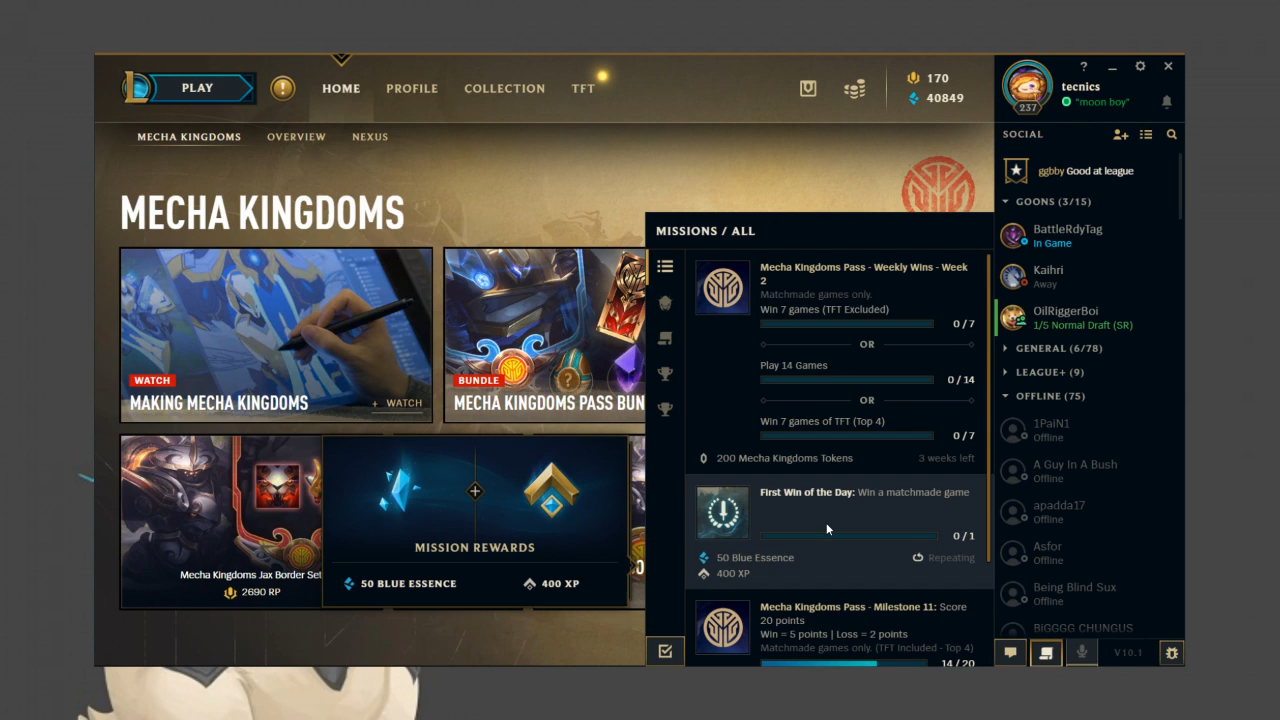 PLAY
HOME
PROFILE
COLLECTION
TFT
170
40849
?
237
tecnics
"moon boy"
MECHA KINGDOMS
OVERVIEW
NEXUS
MECHA KINGDOMS
WATCH
MAKING MECHA KINGDOMS
+ WATCH
BUNDLE
MECHA KINGDOMS PASS BUN
Mecha Kingdoms Jax Border Set
2690 RP
MISSION REWARDS
50 BLUE ESSENCE
400 XP
MISSIONS / ALL
Mecha Kingdoms Pass - Weekly Wins - Week
2
Matchmade games only.
Win 7 games (TFT Excluded)
0 / 7
OR
Play 14 Games
0 / 14
OR
Win 7 games of TFT (Top 4)
0 / 7
200 Mecha Kingdoms Tokens
3 weeks left
First Win of the Day: Win a matchmade game
0 / 1
50 Blue Essence
Repeating
400 XP
Mecha Kingdoms Pass - Milestone 11: Score
20 points
Win = 5 points | Loss = 2 points
Matchmade games only. (TFT Included - Top 4)
14 / 20
SOCIAL
ggbby Good at league
GOONS (3/15)
BattleRdyTag
In Game
Kaihri
Away
OilRiggerBoi
1/5 Normal Draft (SR)
GENERAL (6/78)
LEAGUE+ (9)
OFFLINE (75)
1PaiN1
Offline
A Guy In A Bush
Offline
apadda17
Offline
Asfor
Offline
Being Blind Sux
Offline
BiGGGG CHUNGUS
V10.1